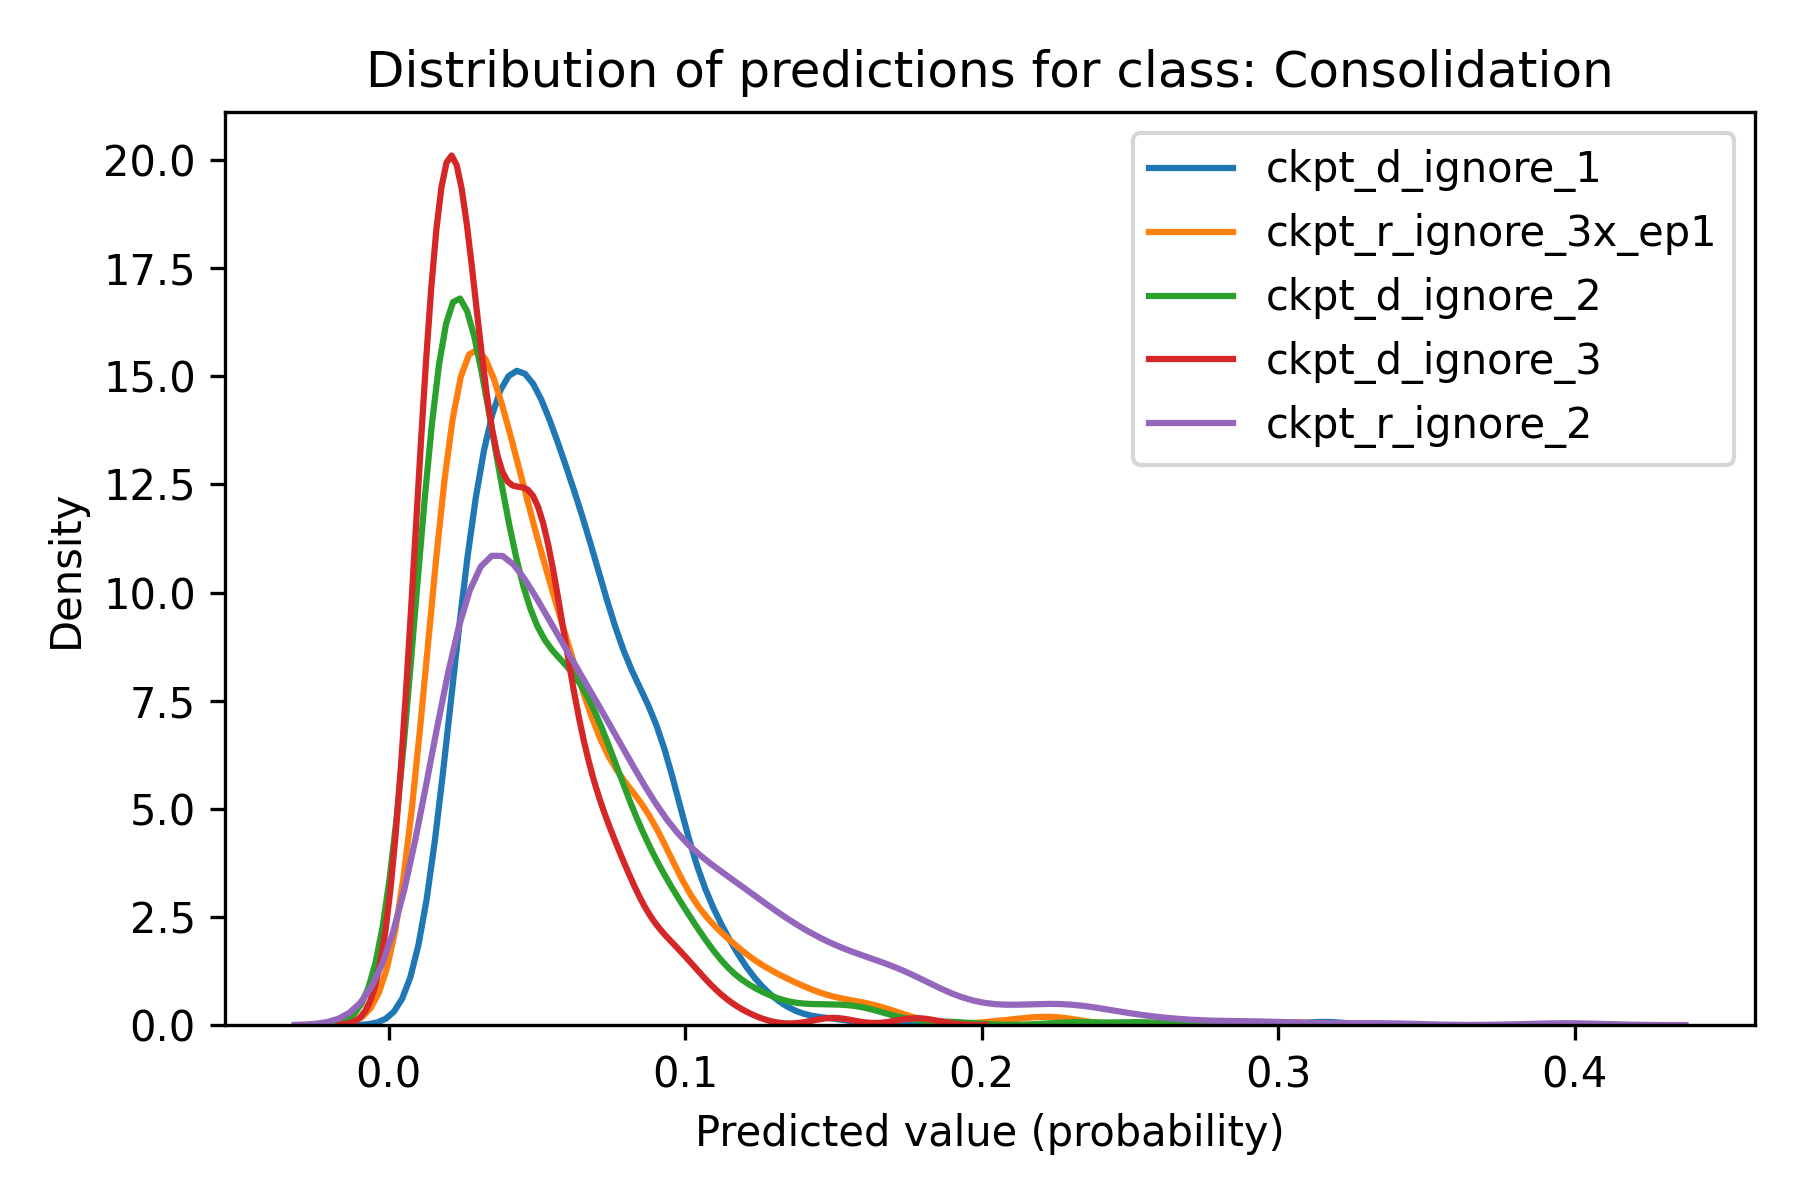 Distribution of predictions for class: Consolidation
ckpt_d_ignore_1
ckpt_r_ignore_3x_ep1
ckpt_d_ignore_2
ckpt_d_ignore_3
ckpt_r_ignore_2
Density
20.0
17.5
15.0
12.5
10.0
7.5
5.0
2.5
0.0
0.0 0.1 0.2 0.3 0.4
Predicted value (probability)